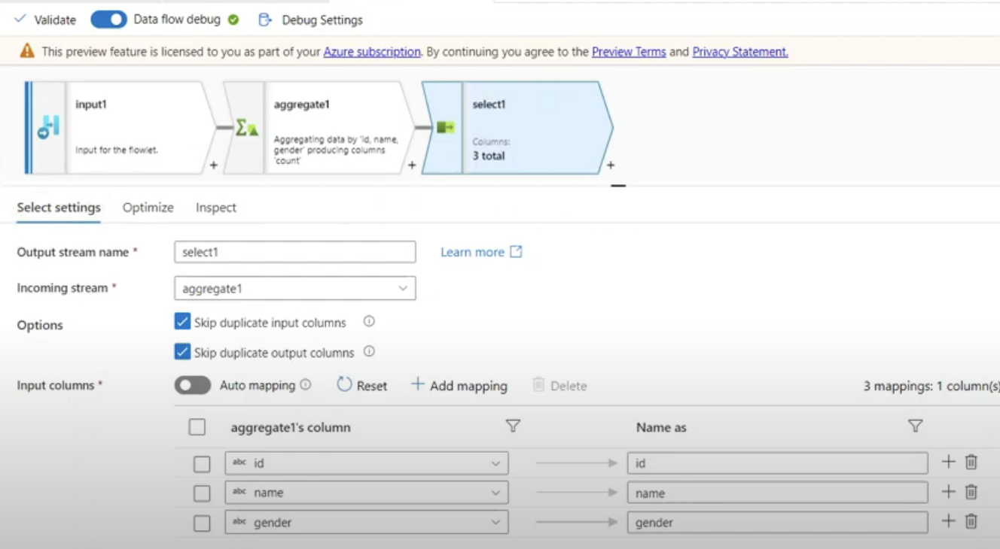 Validate Data flow debug Debug Settings
This preview feature is licensed to you as part of your Azure subscription. By continuing you agree to the Preview Terms and Privacy Statement.
input1
Input for the flowlet.
+
aggregate1
Aggregating data by 'id, name,
gender' producing columns
'count'
+
select1
Columns:
3 total
+
Select settings Optimize Inspect
Output stream name * select1 Learn more
Incoming stream * aggregate1
Options Skip duplicate input columns
Skip duplicate output columns
Input columns * Auto mapping Reset + Add mapping Delete 3 mappings: 1 column(s)
aggregate1's column Name as
abc id id
abc name name
abc gender gender